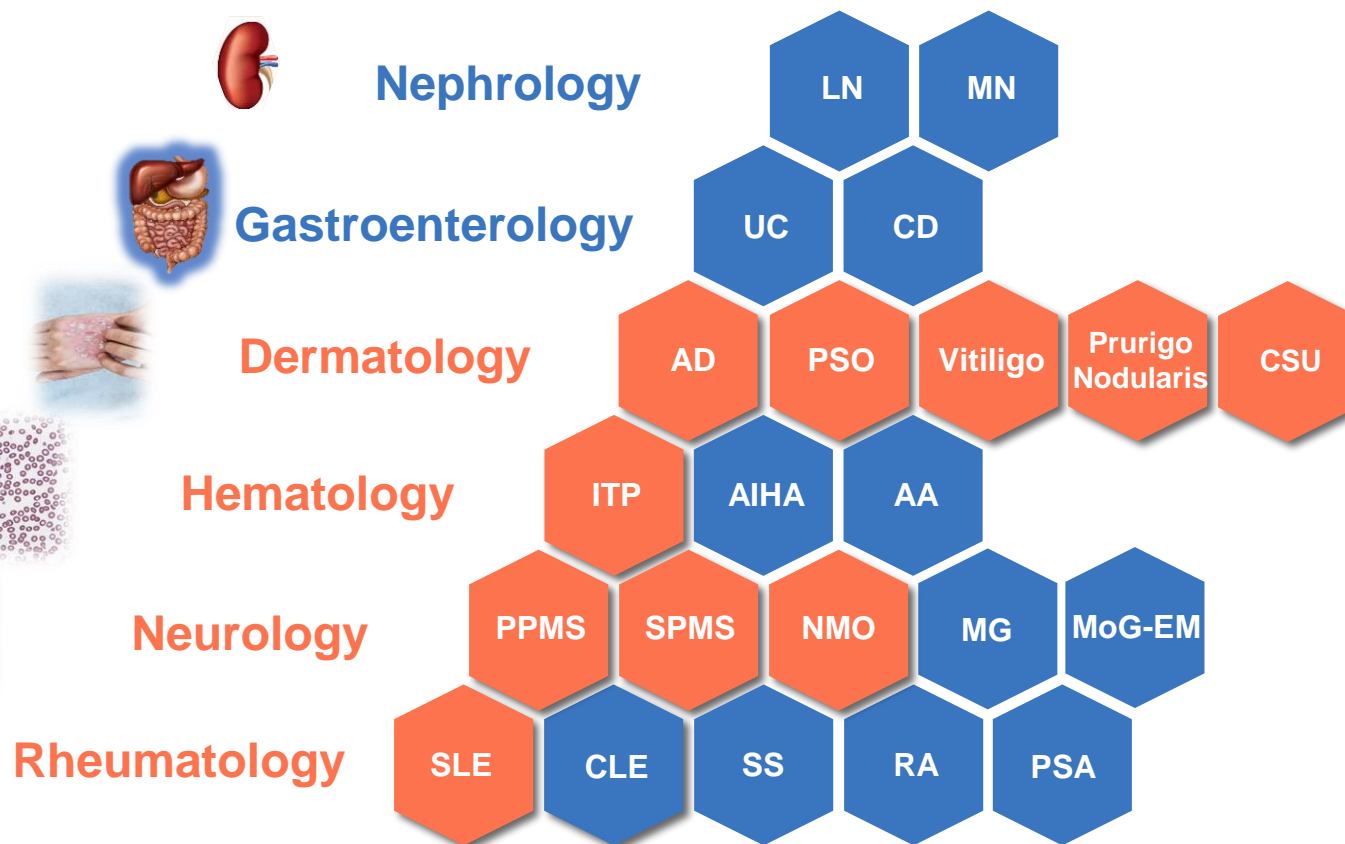 Nephrology
LN
MN
Gastroenterology
UC
CD
Dermatology
AD
PSO
Vitiligo
Prurigo
Nodularis
CSU
Hematology
ITP
AIHA
AA
Neurology
PPMS
SPMS
NMO
MG
MoG-EM
Rheumatology
SLE
CLE
SS
RA
PSA